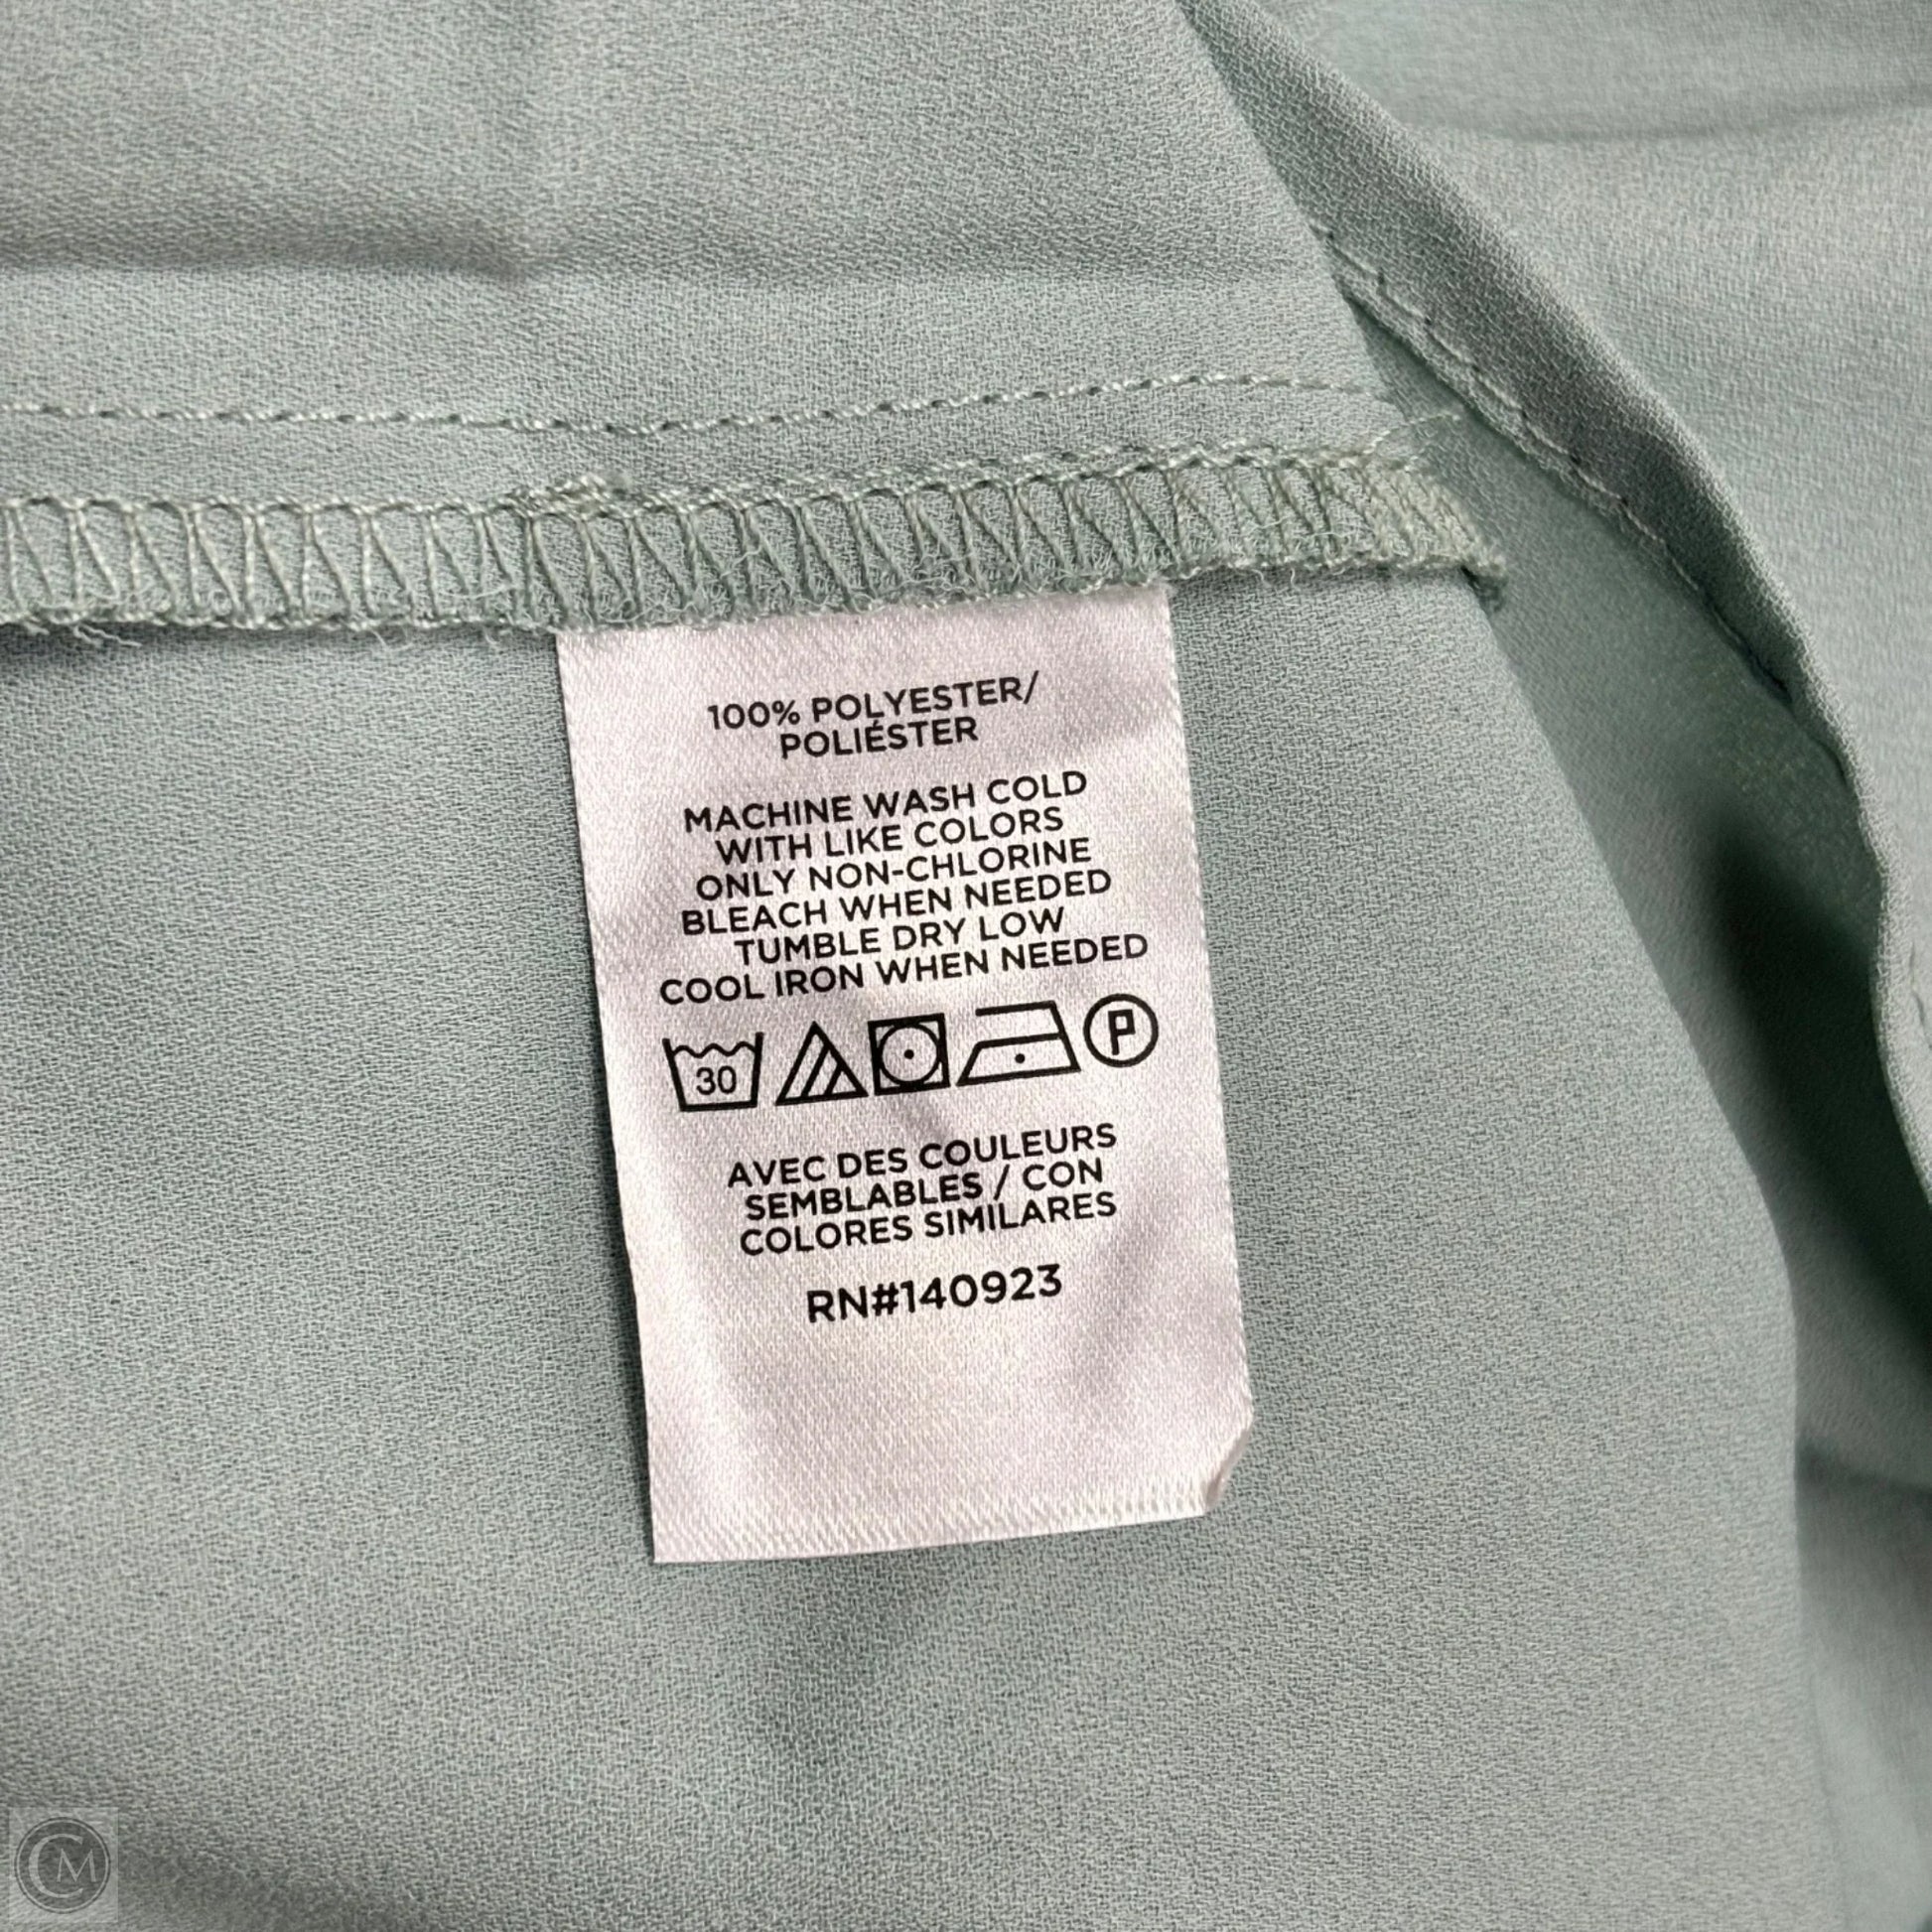 100% POLYESTER/
POLIÉSTER
MACHINE WASH COLD
WITH LIKE COLORS
ONLY NON-CHLORINE
BLEACH WHEN NEEDED
TUMBLE DRY LOW
COOL IRON WHEN NEEDED
30 P
AVEC DES COULEURS
SEMBLABLES / CON
COLORES SIMILARES
RN#140923
CM